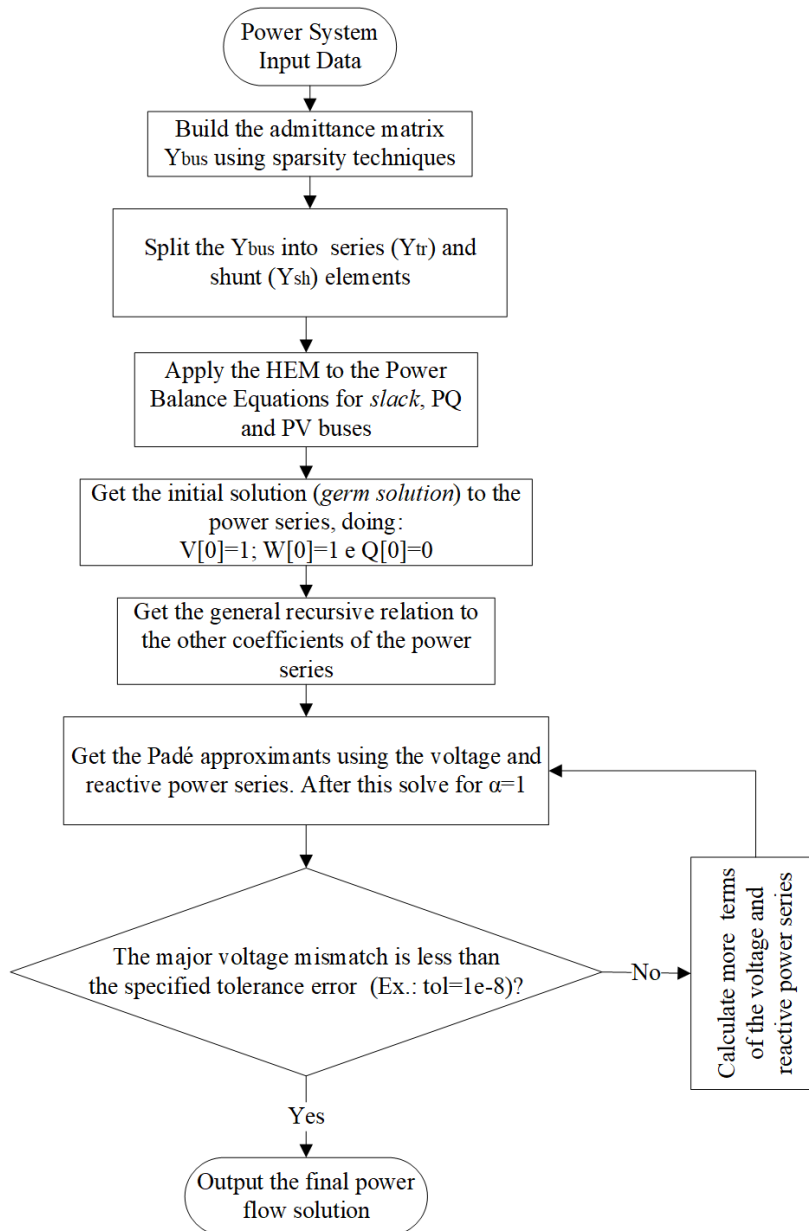 Power System
Input Data
Build the admittance matrix
Ybus using sparsity techniques
Split the Ybus into series (Ytr) and
shunt (Ysh) elements
Apply the HEM to the Power
Balance Equations for slack, PQ
and PV buses
Get the initial solution (germ solution) to the
power series, doing:
V[0]=1; W[0]=1 e Q[0]=0
Get the general recursive relation to
the other coefficients of the power
series
Get the Padé approximants using the voltage and
reactive power series. After this solve for α=1
The major voltage mismatch is less than
the specified tolerance error (Ex.: tol=1e-8)?
No
Calculate more terms
of the voltage and
reactive power series
Yes
Output the final power
flow solution